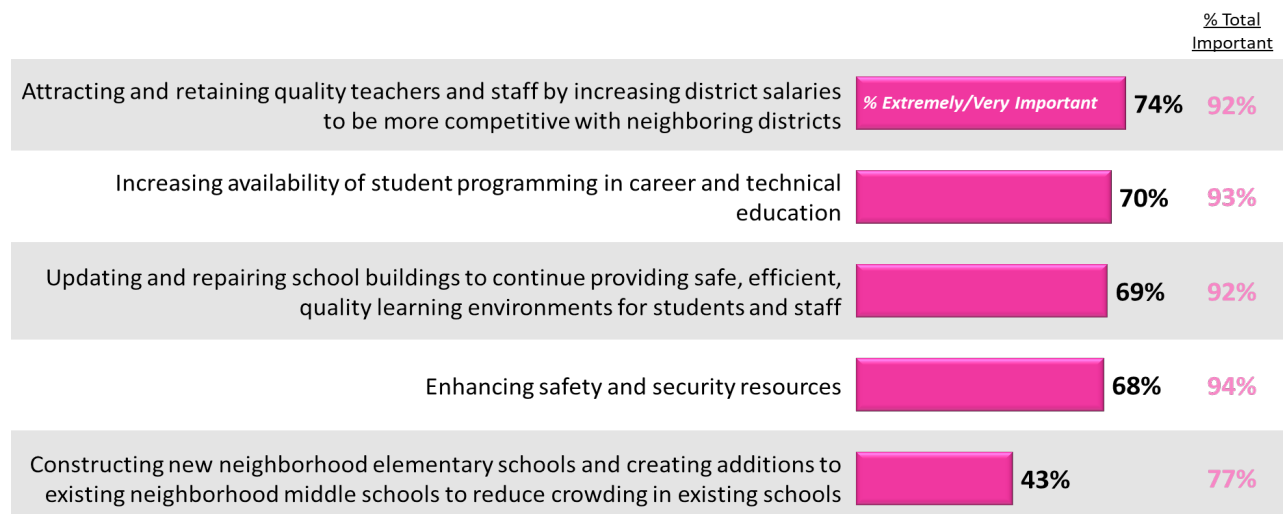 % Total
Important
Attracting and retaining quality teachers and staff by increasing district salaries
to be more competitive with neighboring districts
% Extremely/Very Important
74%
92%
Increasing availability of student programming in career and technical
education
70%
93%
Updating and repairing school buildings to continue providing safe, efficient,
quality learning environments for students and staff
69%
92%
Enhancing safety and security resources
68%
94%
Constructing new neighborhood elementary schools and creating additions to
existing neighborhood middle schools to reduce crowding in existing schools
43%
77%